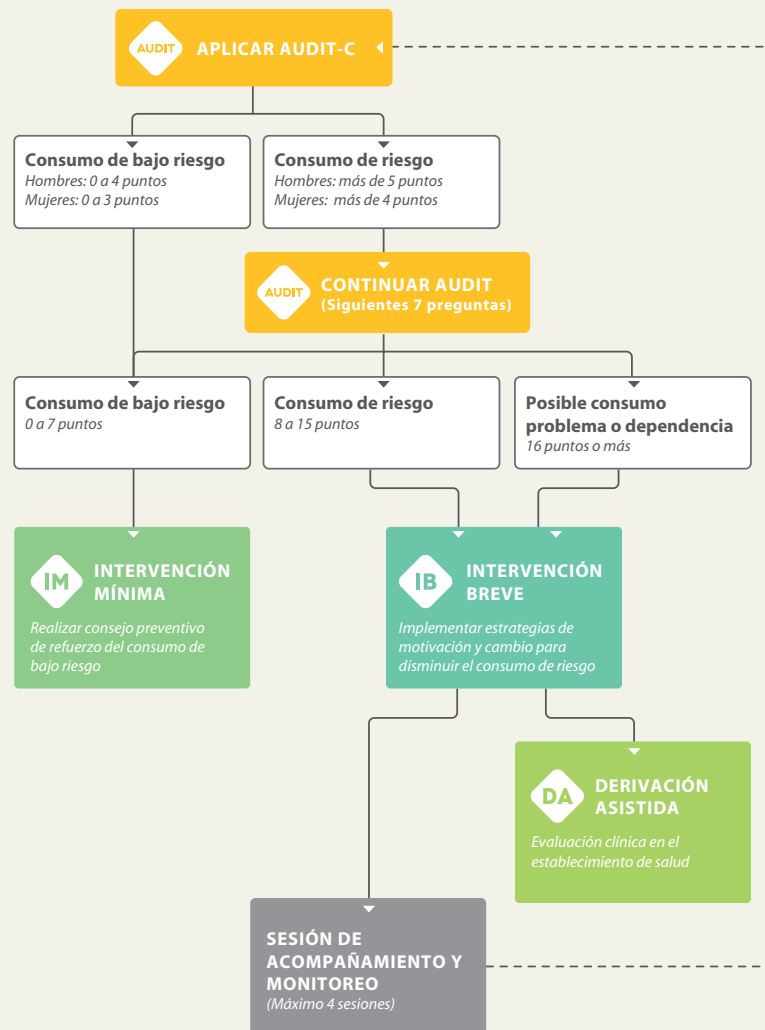 AUDIT
APLICAR AUDIT-C
Consumo de bajo riesgo
Hombres: 0 a 4 puntos
Mujeres: 0 a 3 puntos
Consumo de riesgo
Hombres: más de 5 puntos
Mujeres: más de 4 puntos
AUDIT
CONTINUAR AUDIT
(Siguientes 7 preguntas)
Consumo de bajo riesgo
0 a 7 puntos
Consumo de riesgo
8 a 15 puntos
Posible consumo
problema o dependencia
16 puntos o más
IM
INTERVENCIÓN
MÍNIMA
Realizar consejo preventivo
de refuerzo del consumo de
bajo riesgo
IB
INTERVENCIÓN
BREVE
Implementar estrategias de
motivación y cambio para
disminuir el consumo de riesgo
DA
DERIVACIÓN
ASISTIDA
Evaluación clínica en el
establecimiento de salud
SESIÓN DE
ACOMPAÑAMIENTO Y
MONITOREO
(Máximo 4 sesiones)